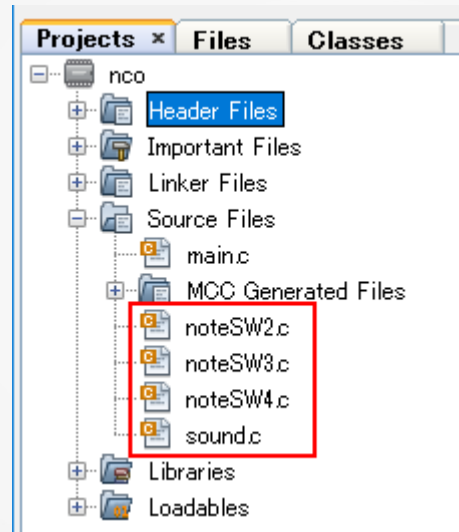 Projects × Files Classes
nco
Header Files
Important Files
Linker Files
Source Files
main.c
MCC Generated Files
noteSW2.c
noteSW3.c
noteSW4.c
sound.c
Libraries
Loadables